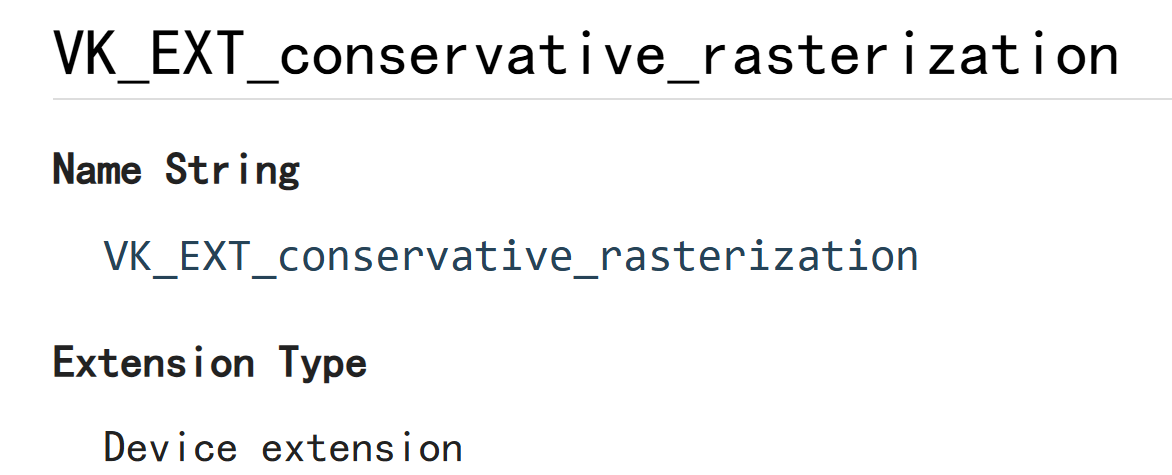 VK_EXT_conservative_rasterization
Name String
VK_EXT_conservative_rasterization
Extension Type
Device extension